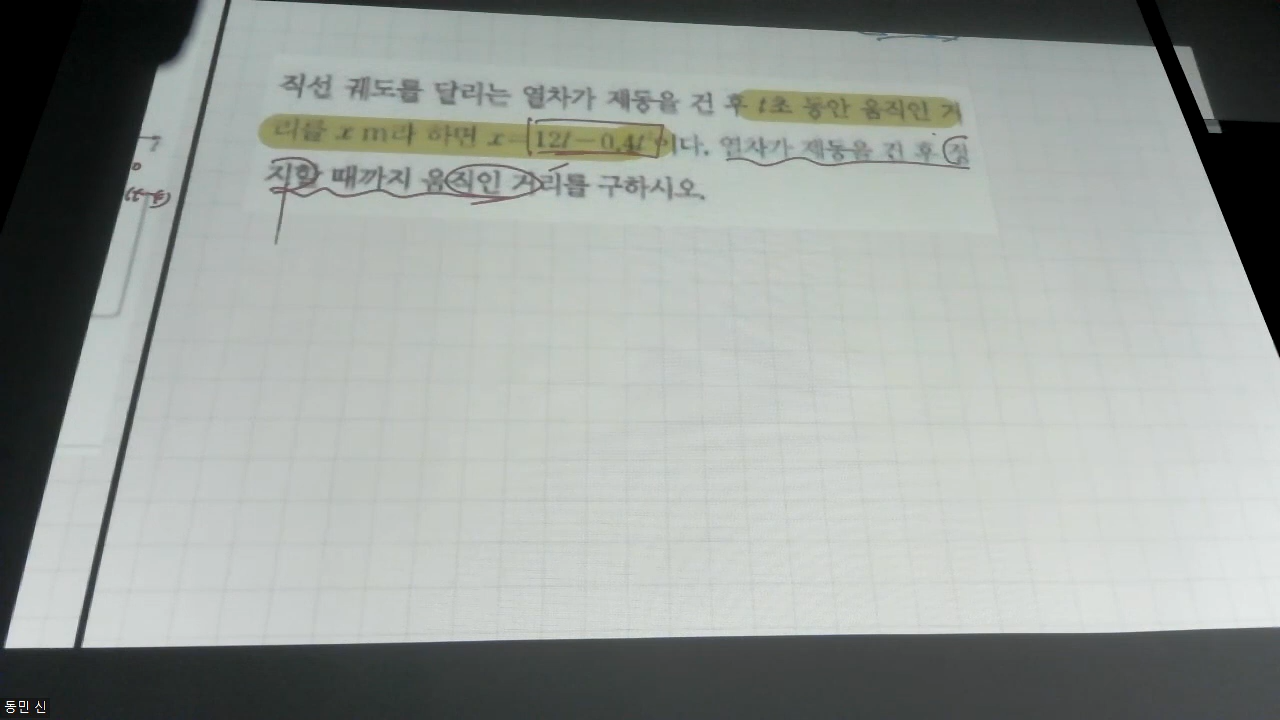 직선 궤도를 달리는 열차가 제동을 건 후 t초 동안 움직인 거
리를 x m라 하면 x=12t-0.4t²이다. 열차가 제동을 건 후 정
지할 때까지 움직인 거리를 구하시오.
동민 신